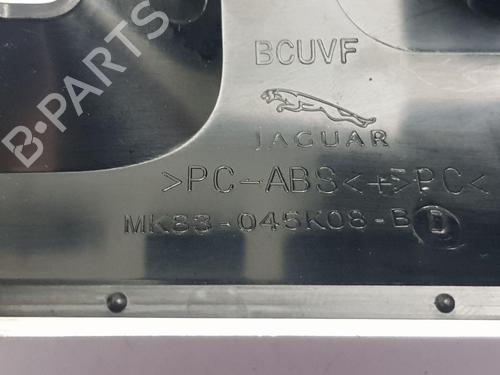 B-PARTS
BCUVF
JAGUAR
>PC-ABS<+>PC<
MK83-045K08-B D